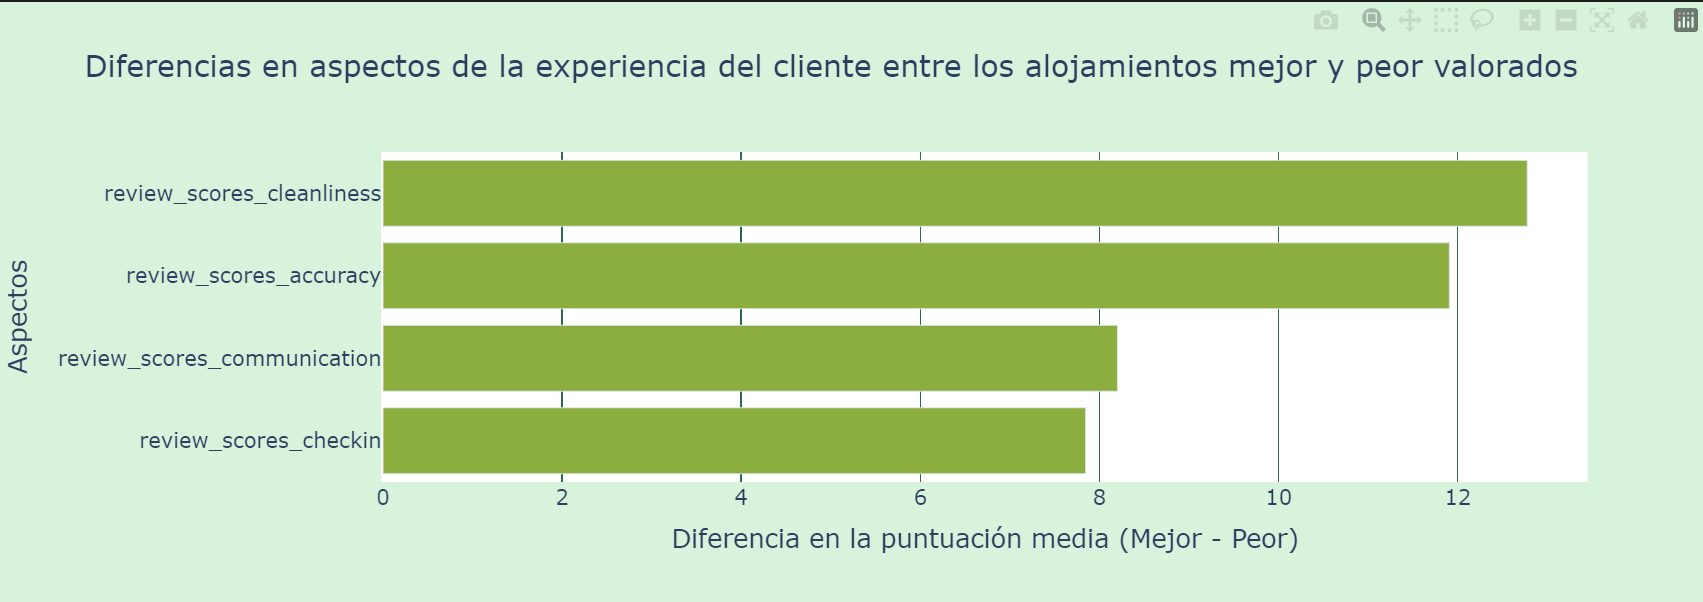 Diferencias en aspectos de la experiencia del cliente entre los alojamientos mejor y peor valorados
Aspectos
review_scores_cleanliness
review_scores_accuracy
review_scores_communication
review_scores_checkin
0 2 4 6 8 10 12
Diferencia en la puntuación media (Mejor - Peor)